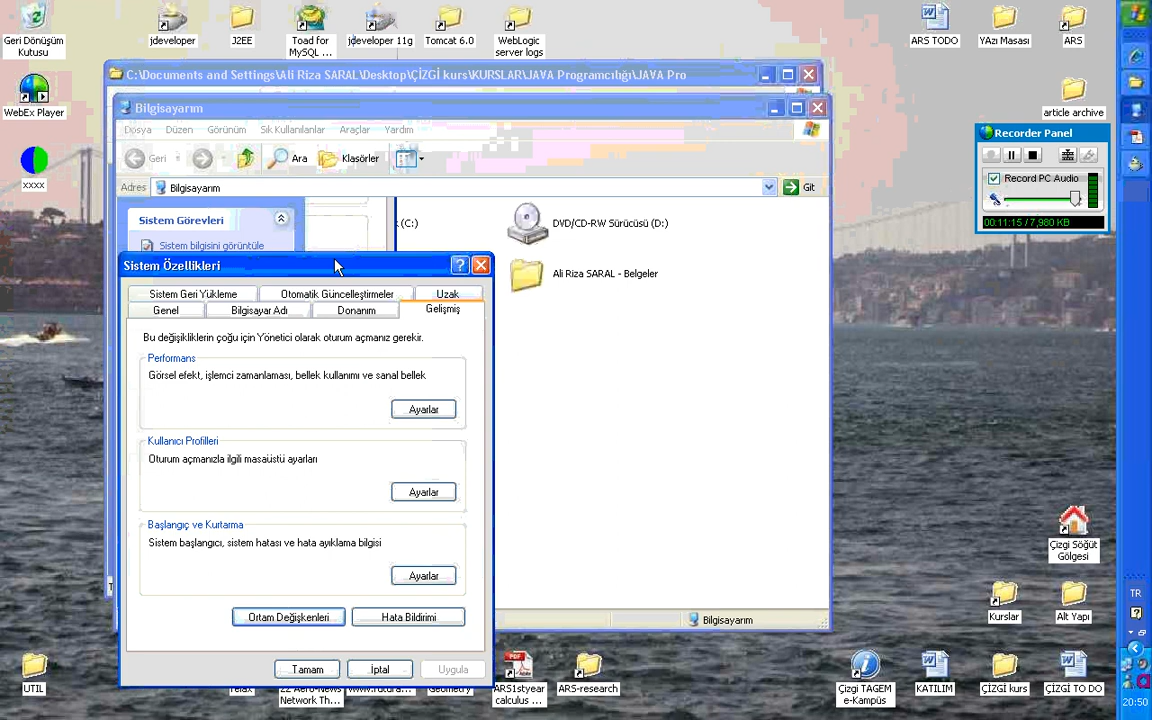 Geri Dönüşüm
Kutusu
jdeveloper
J2EE
Toad for
MySQL ...
jdeveloper 11g
Tomcat 6.0
WebLogic
server logs
ARS TODO
YAzı Masası
ARS
WebEx Player
xxxx
article archive
C:\Documents and Settings\Ali Riza SARAL\Desktop\ÇİZGİ kurs\KURSLAR\JAVA Programcılığı\JAVA Pro
Bilgisayarım
Dosya Düzen Görünüm Sık Kullanılanlar Araçlar Yardım
Geri Ara Klasörler
Adres Bilgisayarım Git
Sistem Görevleri
Sistem bilgisini görüntüle
(C:)
DVD/CD-RW Sürücüsü (D:)
Ali Riza SARAL - Belgeler
Recorder Panel
Record PC Audio
00:11:15 / 7,980 KB
Sistem Özellikleri
Sistem Geri Yükleme Otomatik Güncelleştirmeler Uzak
Genel Bilgisayar Adı Donanım Gelişmiş
Bu değişikliklerin çoğu için Yönetici olarak oturum açmanız gerekir.
Performans
Görsel efekt, işlemci zamanlaması, bellek kullanımı ve sanal bellek
Ayarlar
Kullanıcı Profilleri
Oturum açmanızla ilgili masaüstü ayarları
Ayarlar
Başlangıç ve Kurtarma
Sistem başlangıcı, sistem hatası ve hata ayıklama bilgisi
Ayarlar
Ortam Değişkenleri Hata Bildirimi
Tamam İptal Uygula
Bilgisayarım
Çizgi Söğüt
Gölgesi
Kurslar
Alt Yapı
UTIL
Network Th...
ARS1styear
calculus ...
ARS-research
Çizgi TAGEM
e-Kampüs
KATILIM
ÇİZGİ kurs
ÇİZGİ TO DO
TR
20:50